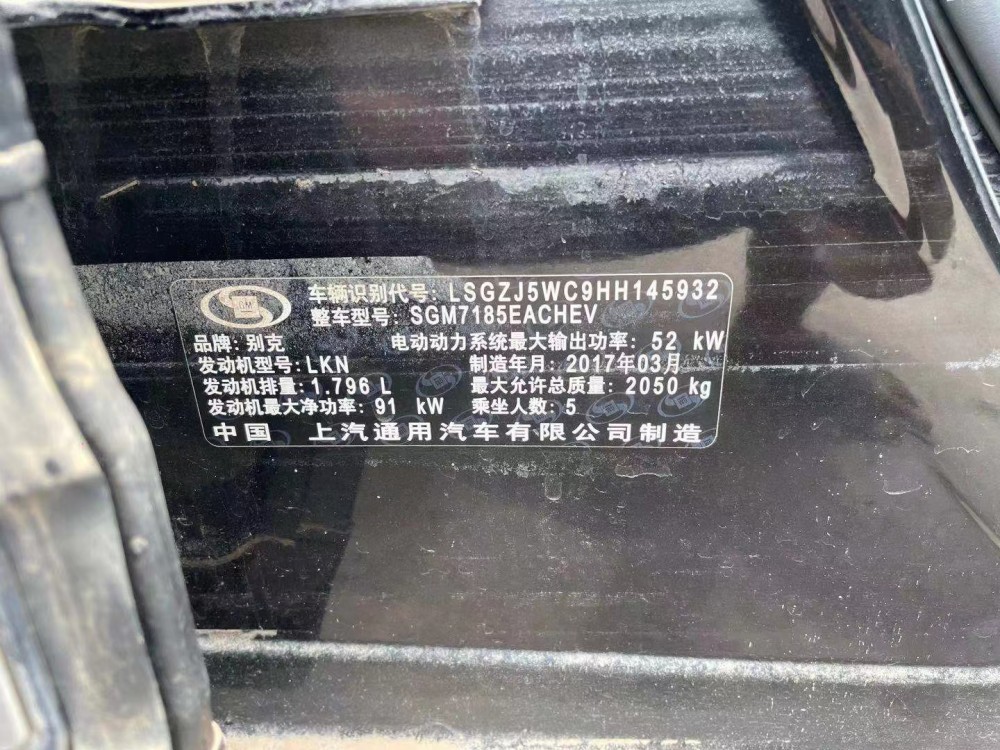 GM
车辆识别代号: LSGZJ5WC9HH145932
整车型号: SGM7185EACHEV
品牌: 别克 电动动力系统最大输出功率: 52 kW
发动机型号: LKN 制造年月: 2017年03月
发动机排量: 1.796 L 最大允许总质量: 2050 kg
发动机最大净功率: 91 kW 乘坐人数: 5
中国 上汽通用汽车有限公司制造